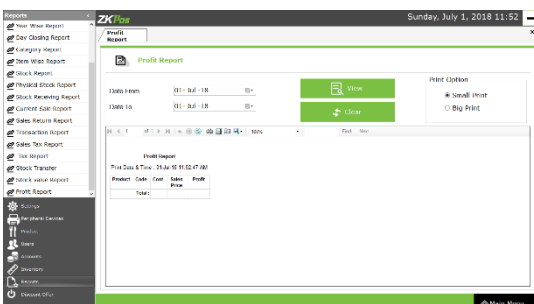 Reports
Year Wise Report
Day Closing Report
Category Report
Item Wise Report
Stock Report
Physical Stock Report
Stock Receiving Report
Current Sale Report
Sales Return Report
Transaction Report
Sales Tax Report
Tax Report
Stock Transfer
Stock Value Report
Profit Report
Settings
Peripheral Devices
Product
Users
Accounts
Inventory
Reports
Discount Offer
ZKPos
Sunday, July 1, 2018 11:52
Profit
Report
Profit Report
Date From
01- Jul -18
View
Date To
01- Jul -18
Clear
Print Option
Small Print
Big Print
1 of 1 100% Find Next
Profit Report
Print Date & Time : 01-Jul-18 11:52:47 AM
Product Code Cost Sales Price Profit
Total :
Main Menu